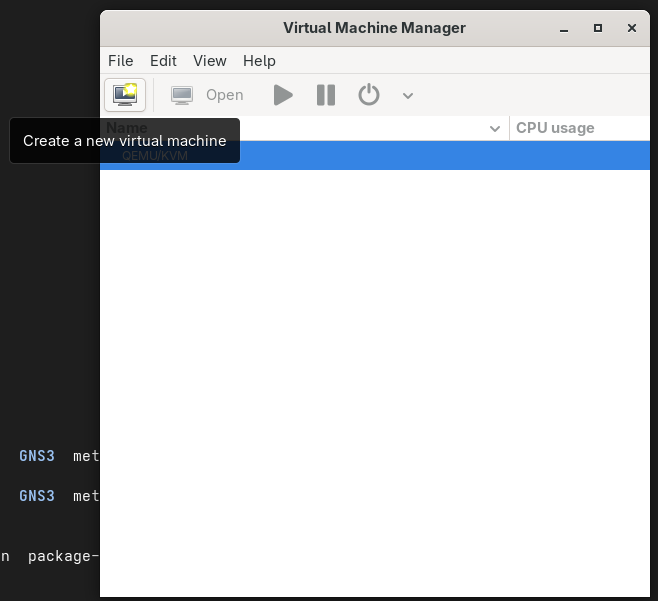 Virtual Machine Manager
File Edit View Help
Open
Create a new virtual machine
Name CPU usage
QEMU/KVM
GNS3 met
GNS3 met
n package-